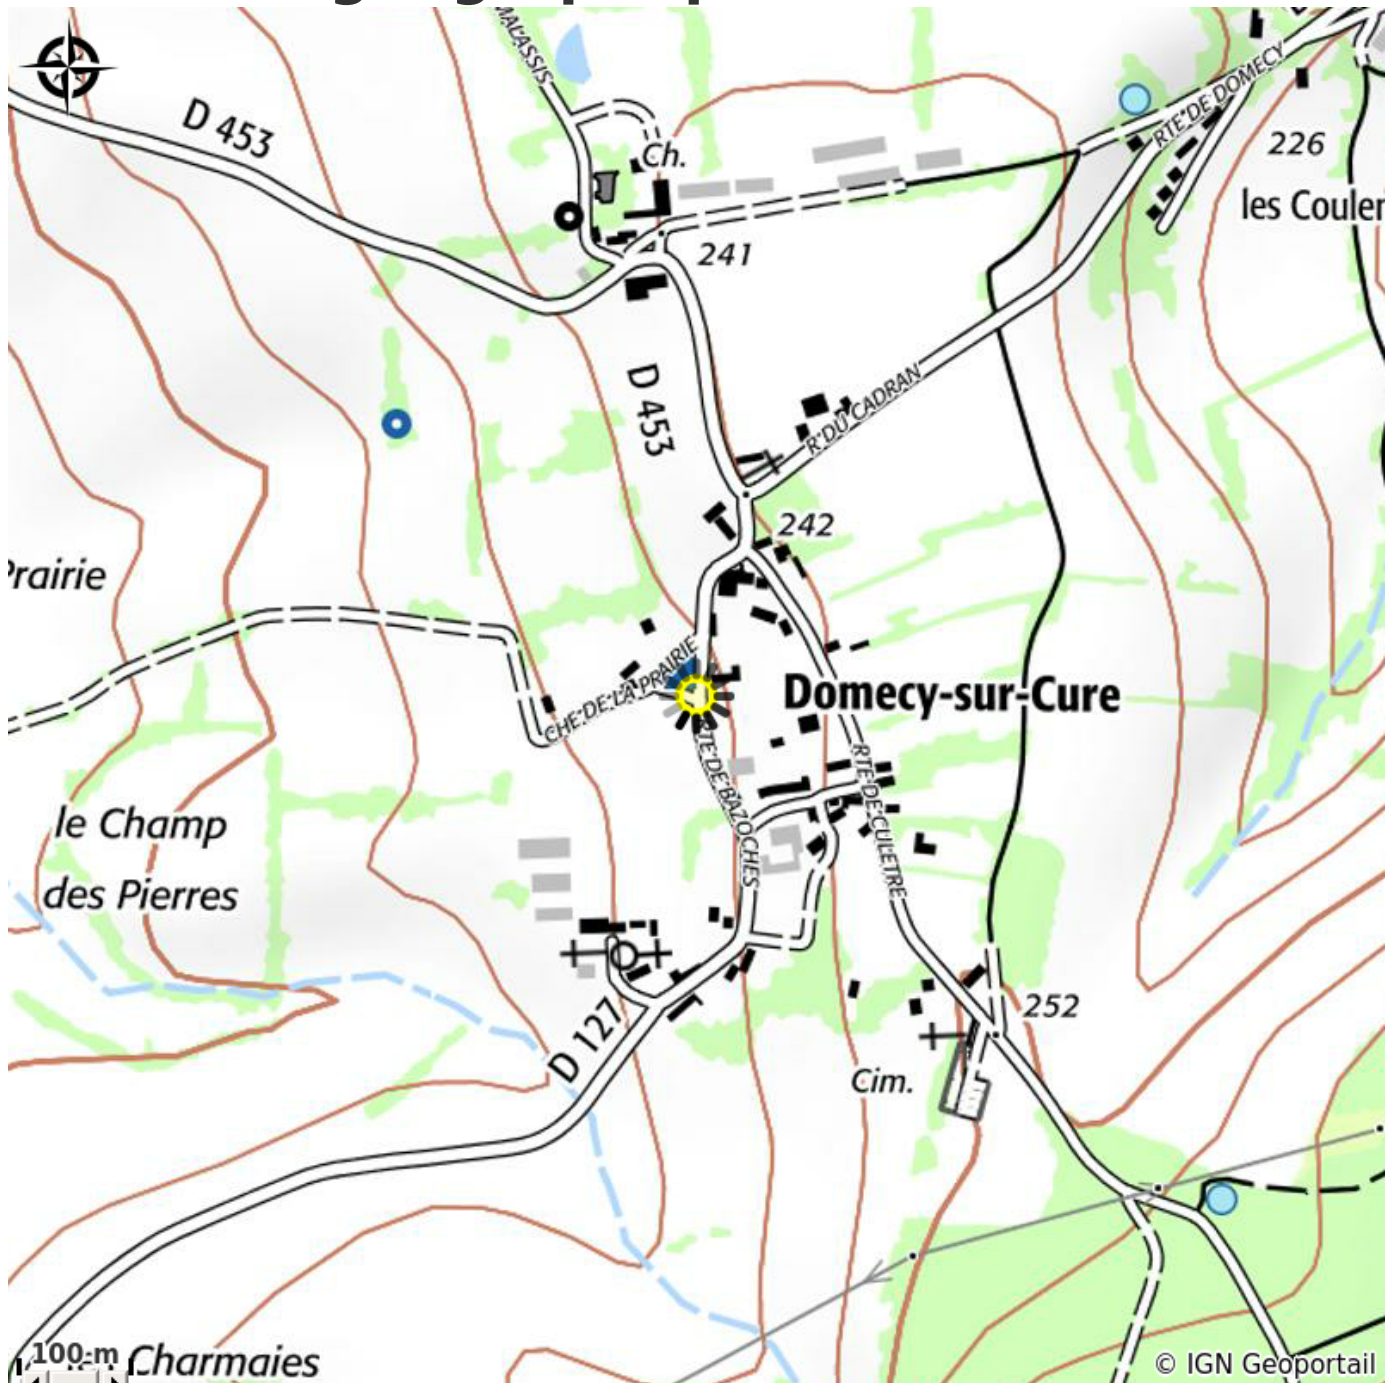 MALASSIS
D 453
Ch.
RTE DE DOMECY
226
les Couler
241
D 453
R DU CADRAN
242
Prairie
CHE DE LA PRAIRIE
Domecy-sur-Cure
RTE DE BAZOCHES
RTE DE CULETRE
le Champ
des Pierres
252
D 127
Cim.
100 m
Charmaies
© IGN Geoportail